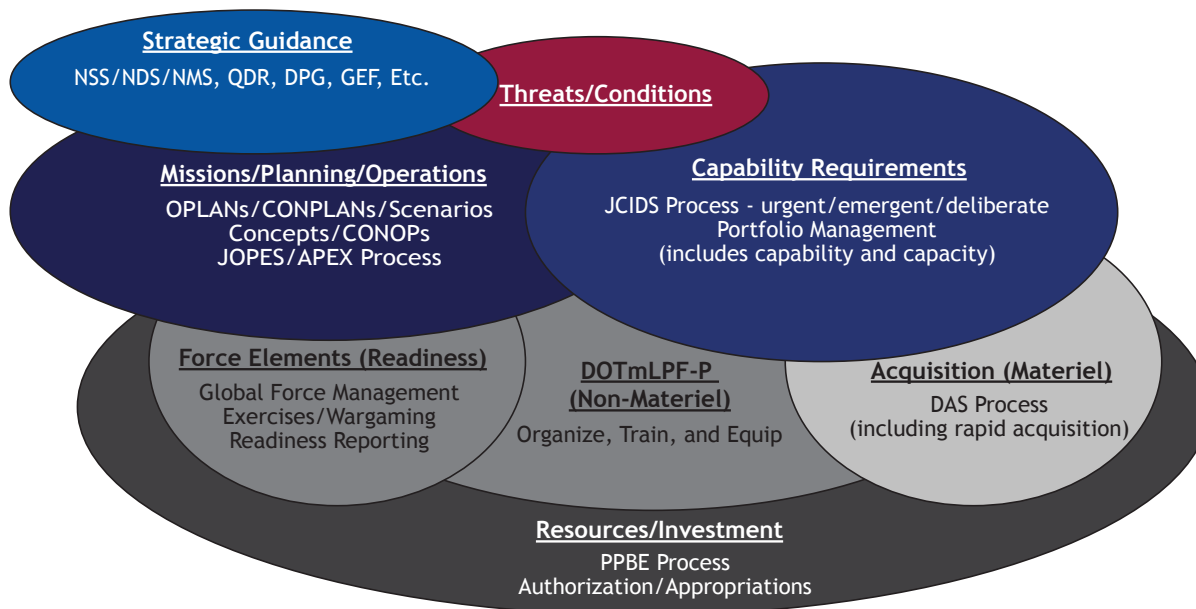 Strategic Guidance
NSS/NDS/NMS, QDR, DPG, GEF, Etc.
Threats/Conditions
Missions/Planning/Operations
OPLANs/CONPLANs/Scenarios
Concepts/CONOPs
JOPES/APEX Process
Capability Requirements
JCIDS Process - urgent/emergent/deliberate
Portfolio Management
(includes capability and capacity)
Force Elements (Readiness)
Global Force Management
Exercises/Wargaming
Readiness Reporting
DOTmLPF-P
(Non-Materiel)
Organize, Train, and Equip
Acquisition (Materiel)
DAS Process
(including rapid acquisition)
Resources/Investment
PPBE Process
Authorization/Appropriations